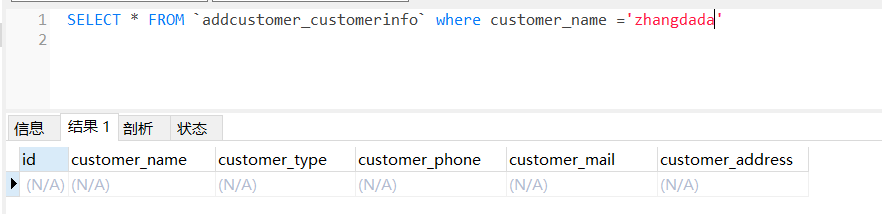 1 SELECT * FROM `addcustomer_customerinfo` where customer_name ='zhangdada'
2
信息 结果 1 剖析 状态
id customer_name customer_type customer_phone customer_mail customer_address
(N/A) (N/A) (N/A) (N/A) (N/A) (N/A)